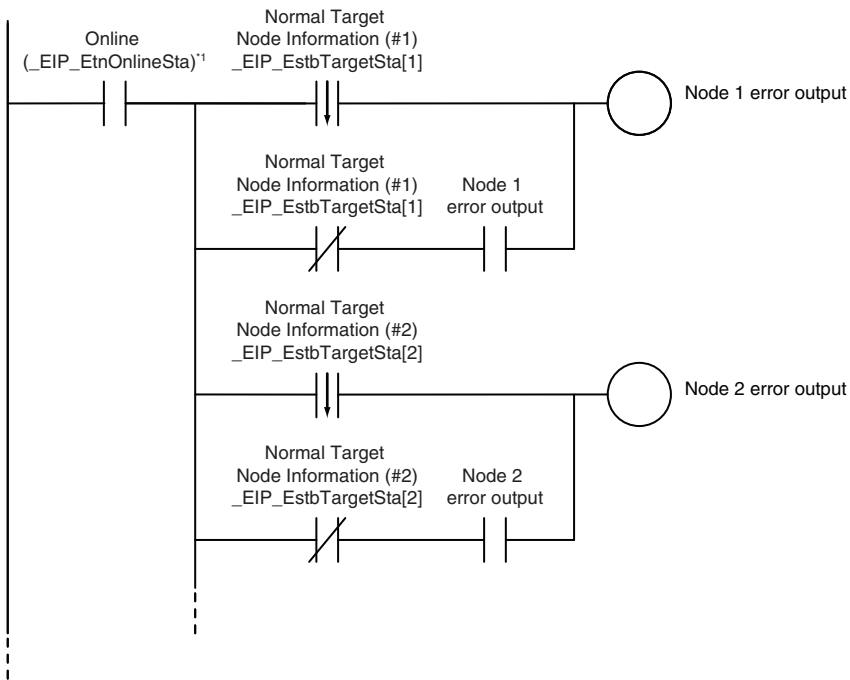 Normal Target
Node Information (#1)
_EIP_EstbTargetSta[1]
Online
(_EIP_EtnOnlineSta)*1
Node 1 error output
Normal Target
Node Information (#1)
_EIP_EstbTargetSta[1]
Node 1
error output
Normal Target
Node Information (#2)
_EIP_EstbTargetSta[2]
Node 2 error output
Normal Target
Node Information (#2)
_EIP_EstbTargetSta[2]
Node 2
error output